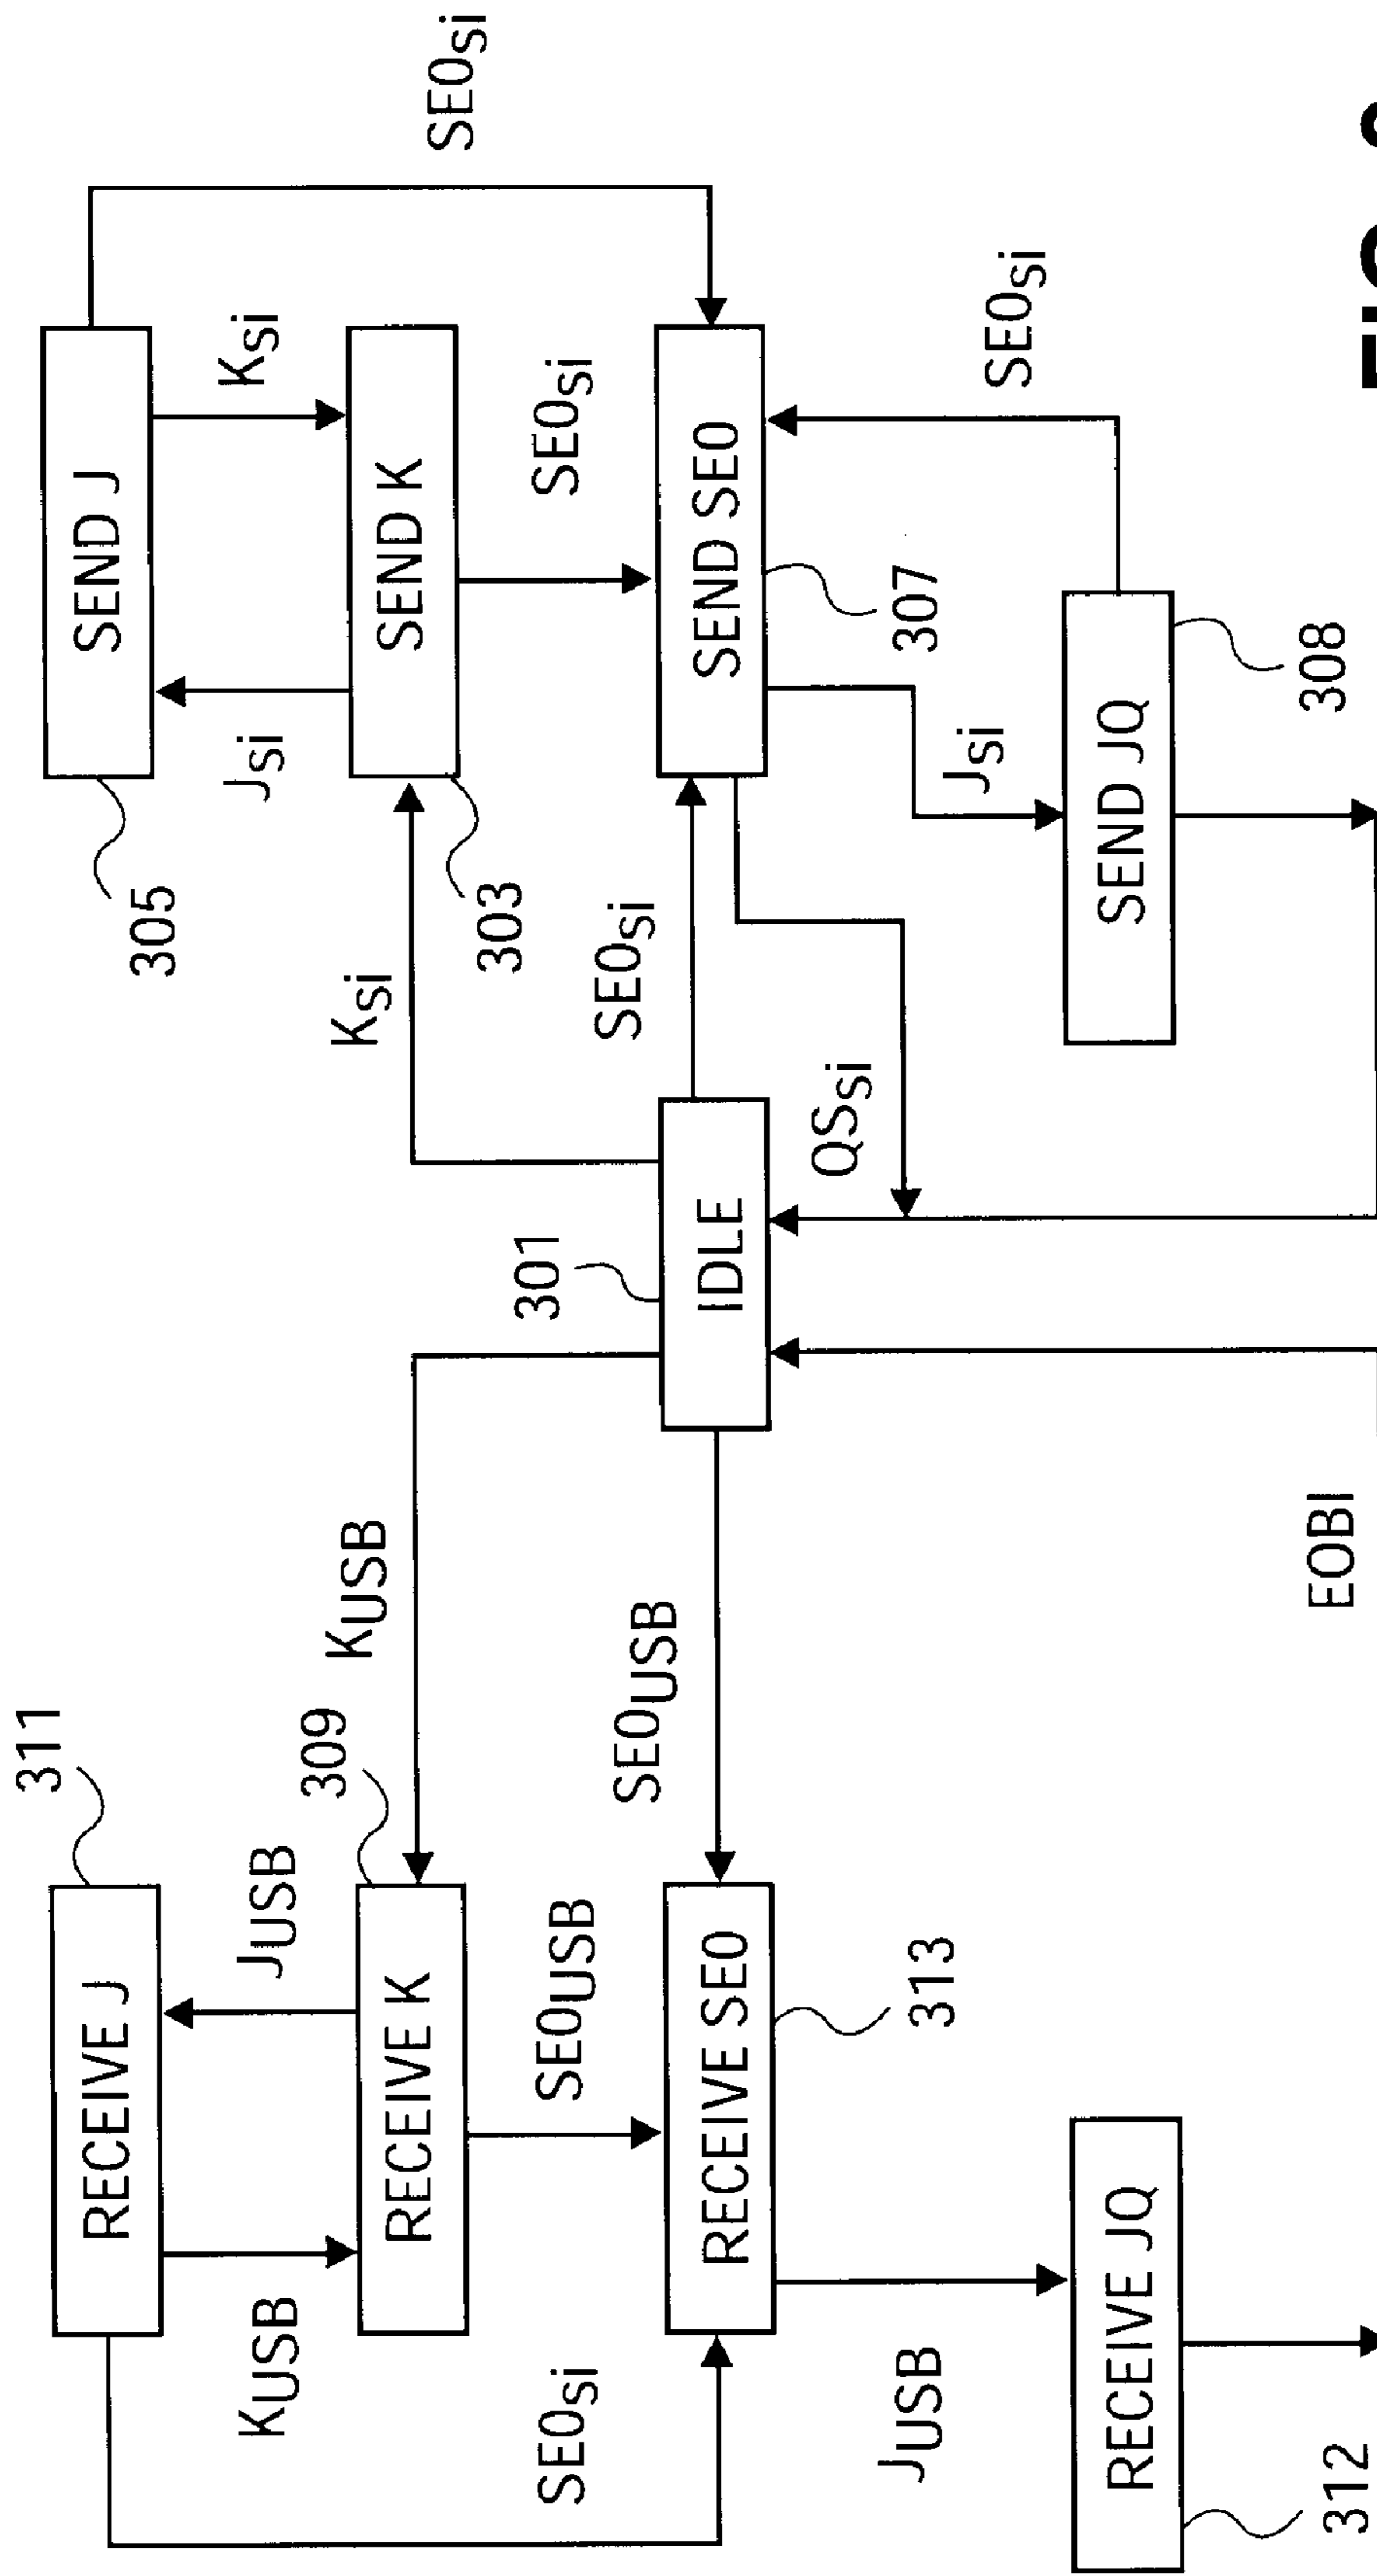 311
RECEIVE J
SEND J
305
KUSB
JUSB
Jsi
Ksi
309
KUSB
Ksi
RECEIVE K
SEND K
SE0si
303
301
SE0si
SE0USB
SE0si
SE0USB
SE0si
RECEIVE SE0
IDLE
SEND SE0
QSsi
JUSB
313
307
Jsi
SE0si
RECEIVE JQ
SEND JQ
312
EOBI
308